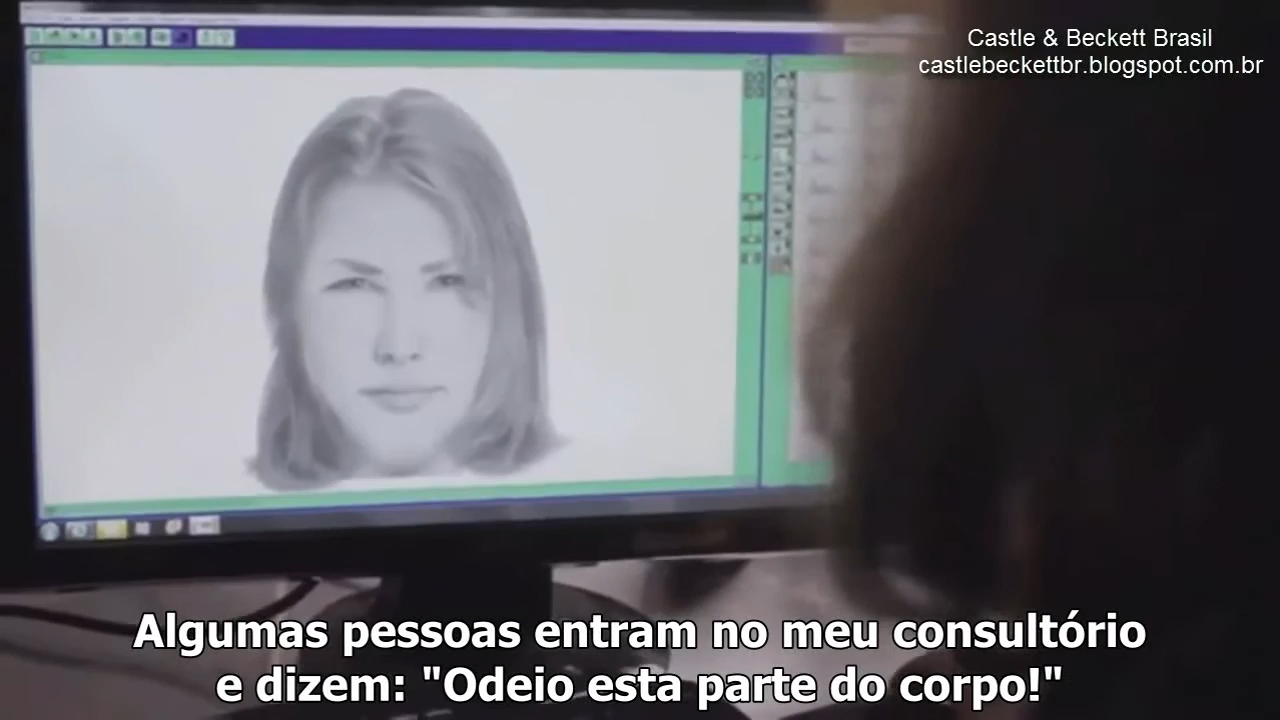 Castle & Beckett Brasil
castlebeckettbr.blogspot.com.br
Algumas pessoas entram no meu consultório
e dizem: "Odeio esta parte do corpo!"